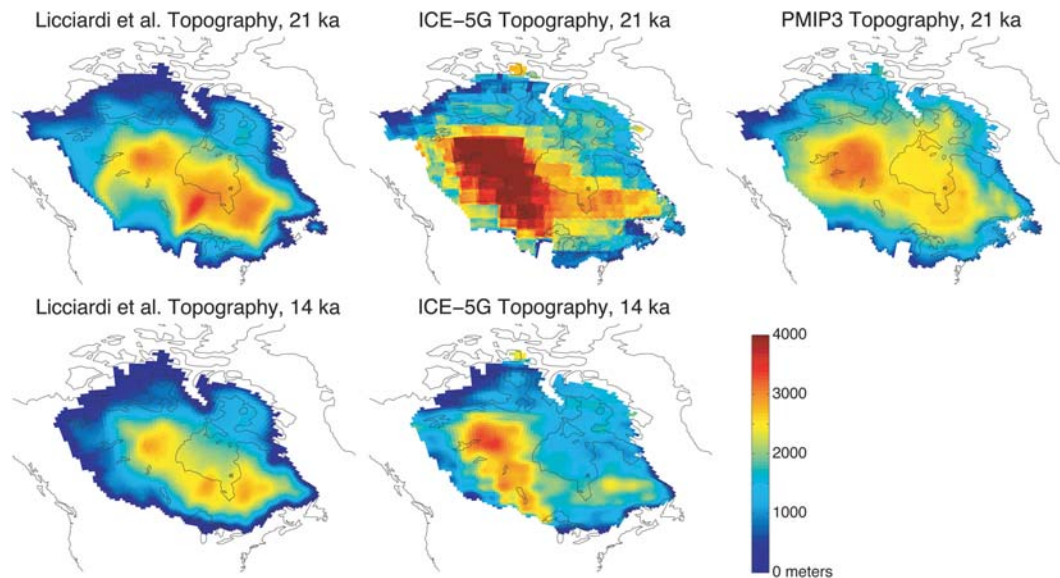 Licciardi et al. Topography, 21 ka
ICE−5G Topography, 21 ka
PMIP3 Topography, 21 ka
Licciardi et al. Topography, 14 ka
ICE−5G Topography, 14 ka
4000
3000
2000
1000
0 meters